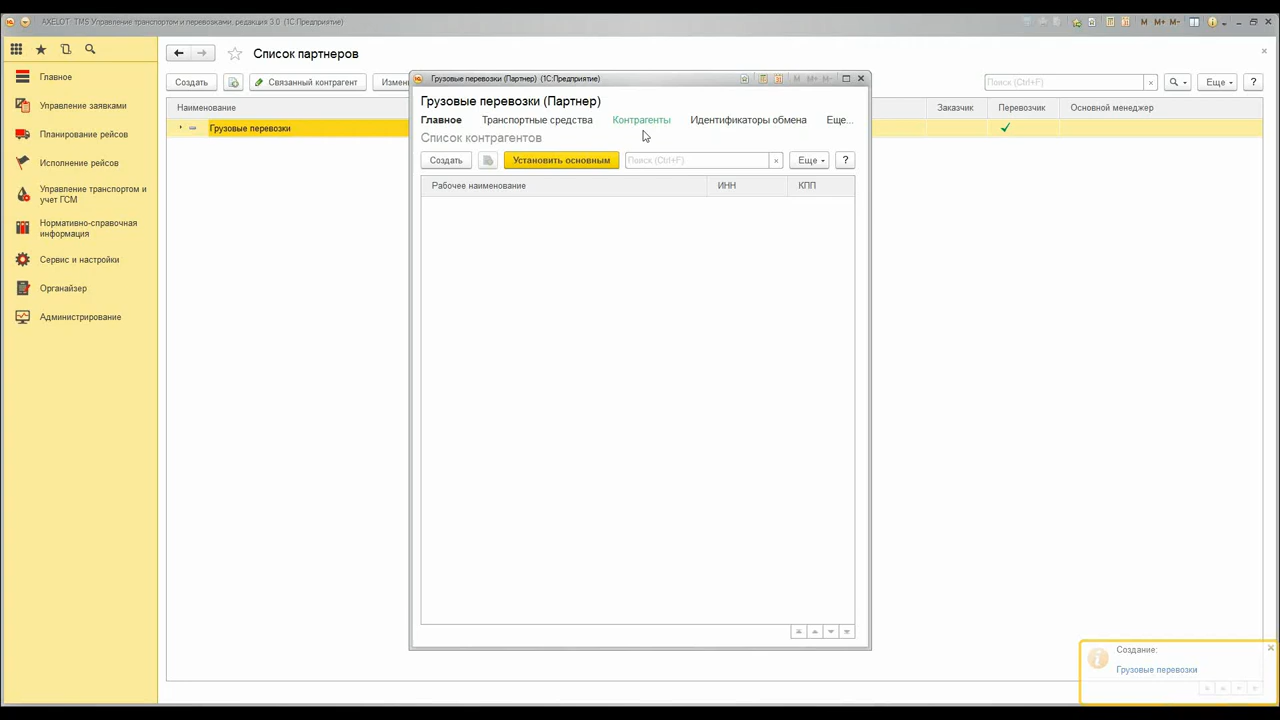 AXELOT TMS Управление транспортом и перевозками, редакция 3.0 (1С:Предприятие)
M M+ M-
Список партнеров
Создать Связанный контрагент Измен Поиск (Ctrl+F) × Еще ?
Наименование Заказчик Перевозчик Основной менеджер
Грузовые перевозки
Главное
Управление заявками
Планирование рейсов
Исполнение рейсов
Управление транспортом и
учет ГСМ
Нормативно-справочная
информация
Сервис и настройки
Органайзер
Администрирование
Грузовые перевозки (Партнер) (1С:Предприятие)
M M+ M-
Грузовые перевозки (Партнер)
Главное Транспортные средства Контрагенты Идентификаторы обмена Еще...
Список контрагентов
Создать Установить основным Поиск (Ctrl+F) × Еще ?
Рабочее наименование ИНН КПП
Создание:
Грузовые перевозки